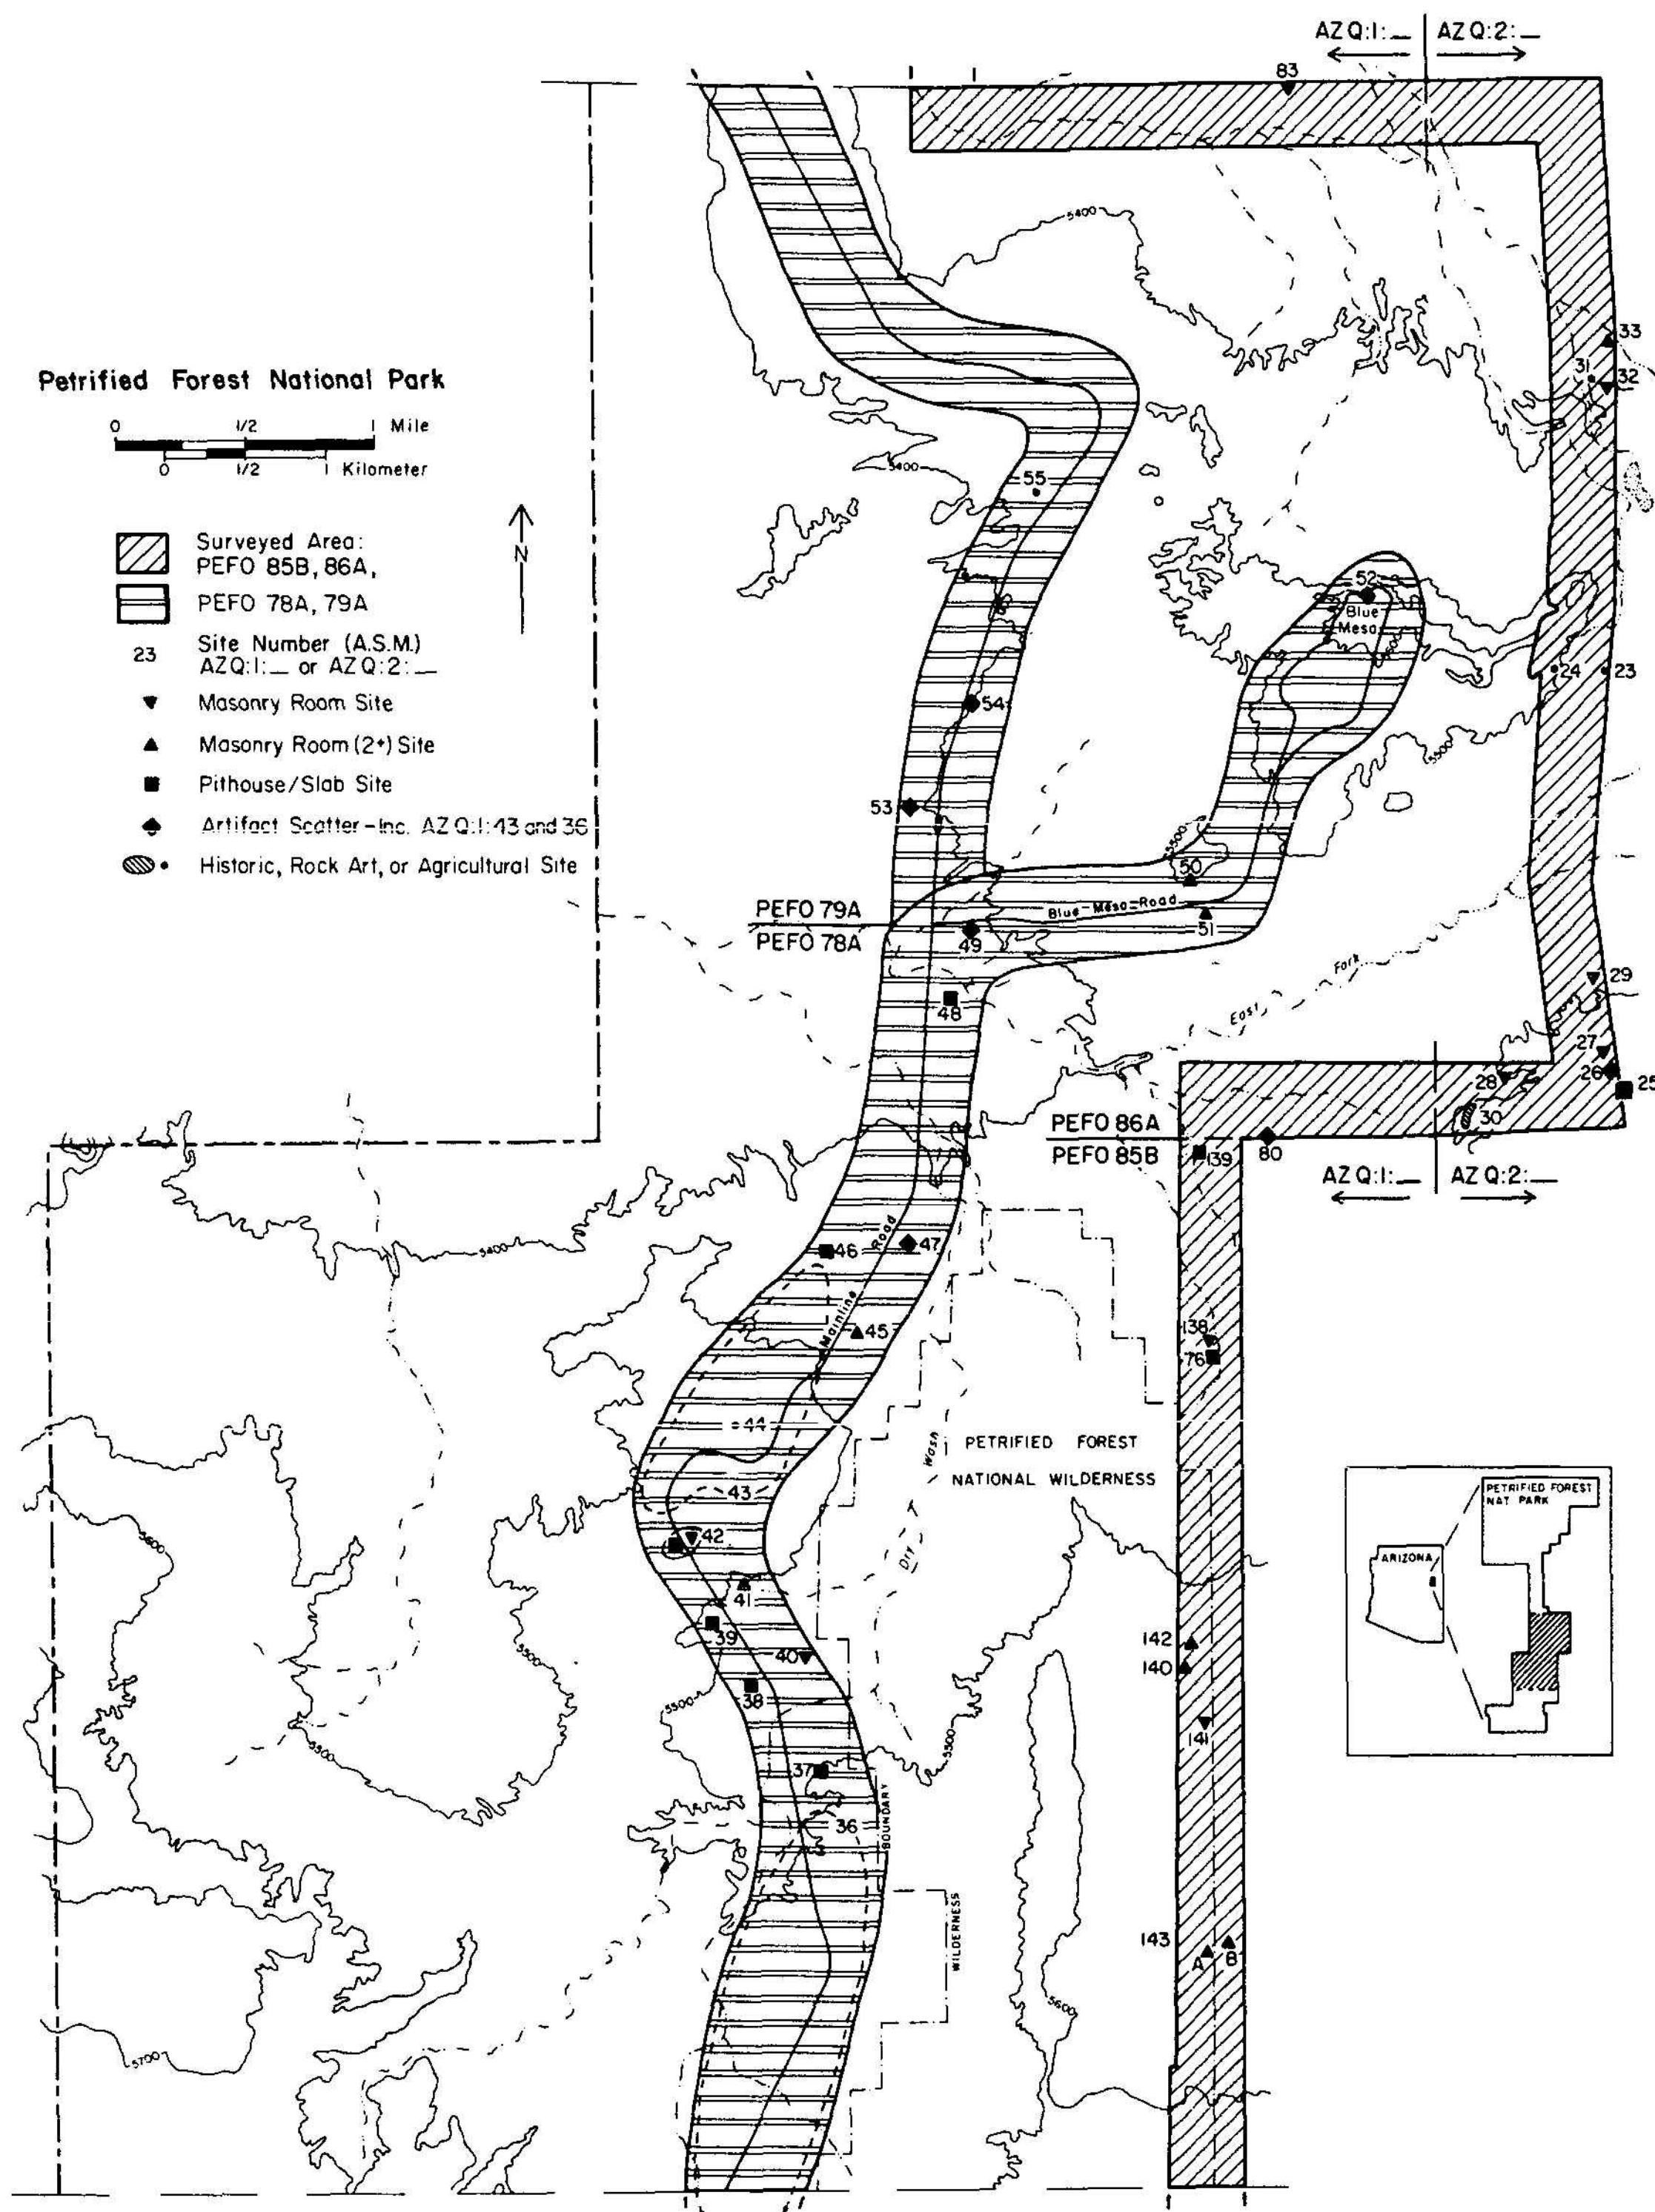 AZ Q:1:__ AZ Q:2:__
83
5400
33
31
32
Petrified Forest National Park
0 1/2 1 Mile
0 1/2 1 Kilometer
5400
55
N
Surveyed Area:
PEFO 85B, 86A,
PEFO 78A, 79A
23 Site Number (A.S.M.)
AZ Q:1:__ or AZ Q:2:__
Masonry Room Site
Masonry Room (2+) Site
Pithouse/Slab Site
Artifact Scatter-Inc. AZ Q:1:43 and 36
Historic, Rock Art, or Agricultural Site
52
Blue
Mesa
5500
24 23
54
5500
53
5500
50
Blue Mesa Road
51
PEFO 79A
PEFO 78A
49
48
East Fork
29
27
26
25
28
30
PEFO 86A
PEFO 85B
139
80
AZ Q:1:__ AZ Q:2:__
5400
46
47
Mainline Road
45
138
76
44
43
42
41
39
40
38
37
36
Dry Wash
PETRIFIED FOREST
NATIONAL WILDERNESS
5600
5500
5500
5500
5500
BOUNDARY
WILDERNESS
142
140
141
143
A B
5600
5700
PETRIFIED FOREST
NAT PARK
ARIZONA